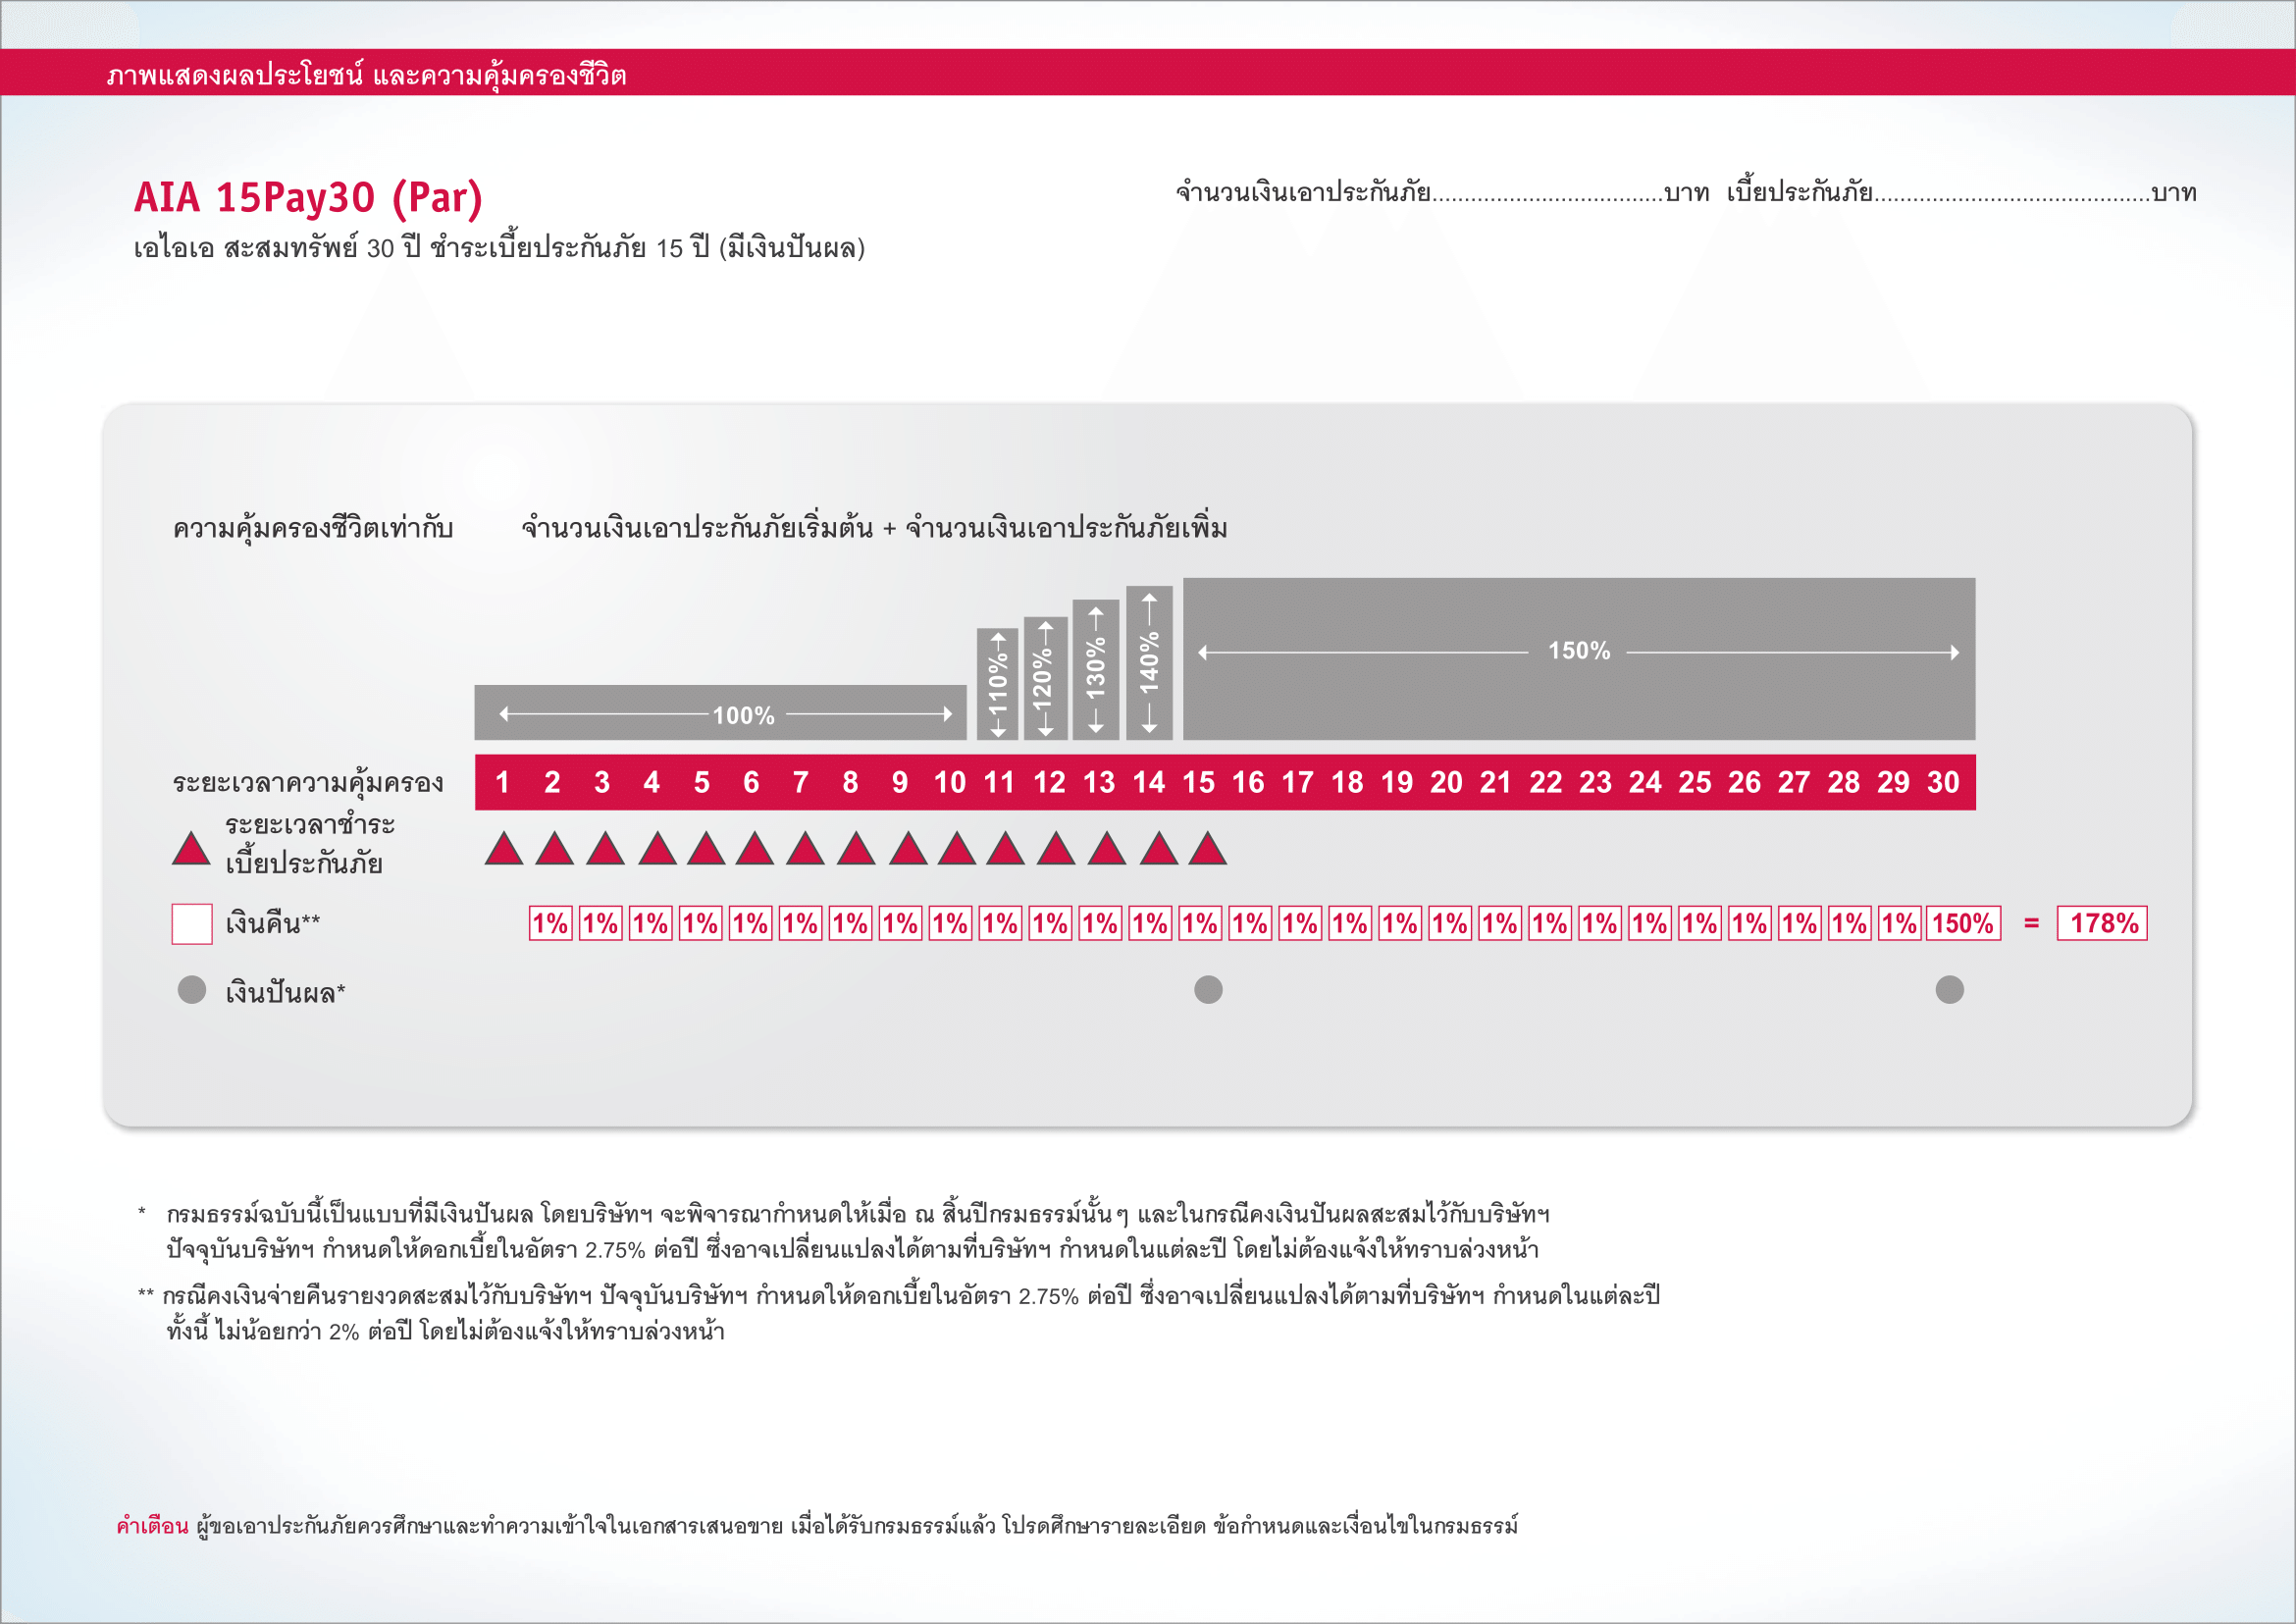 ภาพแสดงผลประโยชน์ และความคุ้มครองชีวิต
AIA 15Pay30 (Par)
จำนวนเงินเอาประกันภัย....................................บาท เบี้ยประกันภัย...........................................บาท
เอไอเอ สะสมทรัพย์ 30 ปี ชำระเบี้ยประกันภัย 15 ปี (มีเงินปันผล)
ความคุ้มครองชีวิตเท่ากับ จำนวนเงินเอาประกันภัยเริ่มต้น + จำนวนเงินเอาประกันภัยเพิ่ม
100% 110% 120% 130% 140% 150%
ระยะเวลาความคุ้มครอง 1 2 3 4 5 6 7 8 9 10 11 12 13 14 15 16 17 18 19 20 21 22 23 24 25 26 27 28 29 30
ระยะเวลาชำระ
เบี้ยประกันภัย
เงินคืน** 1% 1% 1% 1% 1% 1% 1% 1% 1% 1% 1% 1% 1% 1% 1% 1% 1% 1% 1% 1% 1% 1% 1% 1% 1% 1% 1% 1% 150% = 178%
เงินปันผล*
* กรมธรรม์ฉบับนี้เป็นแบบที่มีเงินปันผล โดยบริษัทฯ จะพิจารณากำหนดให้เมื่อ ณ สิ้นปีกรมธรรม์นั้นๆ และในกรณีคงเงินปันผลสะสมไว้กับบริษัทฯ
ปัจจุบันบริษัทฯ กำหนดให้ดอกเบี้ยในอัตรา 2.75% ต่อปี ซึ่งอาจเปลี่ยนแปลงได้ตามที่บริษัทฯ กำหนดในแต่ละปี โดยไม่ต้องแจ้งให้ทราบล่วงหน้า
** กรณีคงเงินจ่ายคืนรายงวดสะสมไว้กับบริษัทฯ ปัจจุบันบริษัทฯ กำหนดให้ดอกเบี้ยในอัตรา 2.75% ต่อปี ซึ่งอาจเปลี่ยนแปลงได้ตามที่บริษัทฯ กำหนดในแต่ละปี
ทั้งนี้ ไม่น้อยกว่า 2% ต่อปี โดยไม่ต้องแจ้งให้ทราบล่วงหน้า
คำเตือน ผู้ขอเอาประกันภัยควรศึกษาและทำความเข้าใจในเอกสารเสนอขาย เมื่อได้รับกรมธรรม์แล้ว โปรดศึกษารายละเอียด ข้อกำหนดและเงื่อนไขในกรมธรรม์